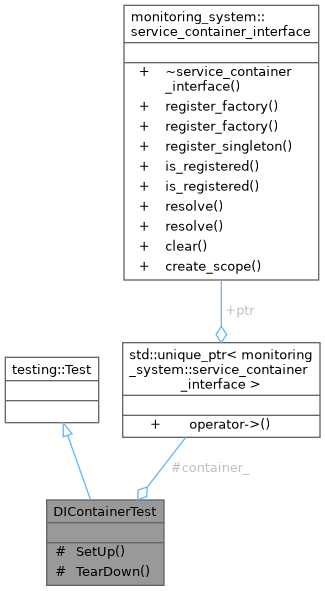 monitoring_system::
service_container_interface
+ ~service_container
_interface()
+ register_factory()
+ register_factory()
+ register_singleton()
+ is_registered()
+ is_registered()
+ resolve()
+ resolve()
+ clear()
+ create_scope()
+ptr
testing::Test
std::unique_ptr< monitoring
_system::service_container
_interface >
+ operator->()
#container_
DIContainerTest
# SetUp()
# TearDown()